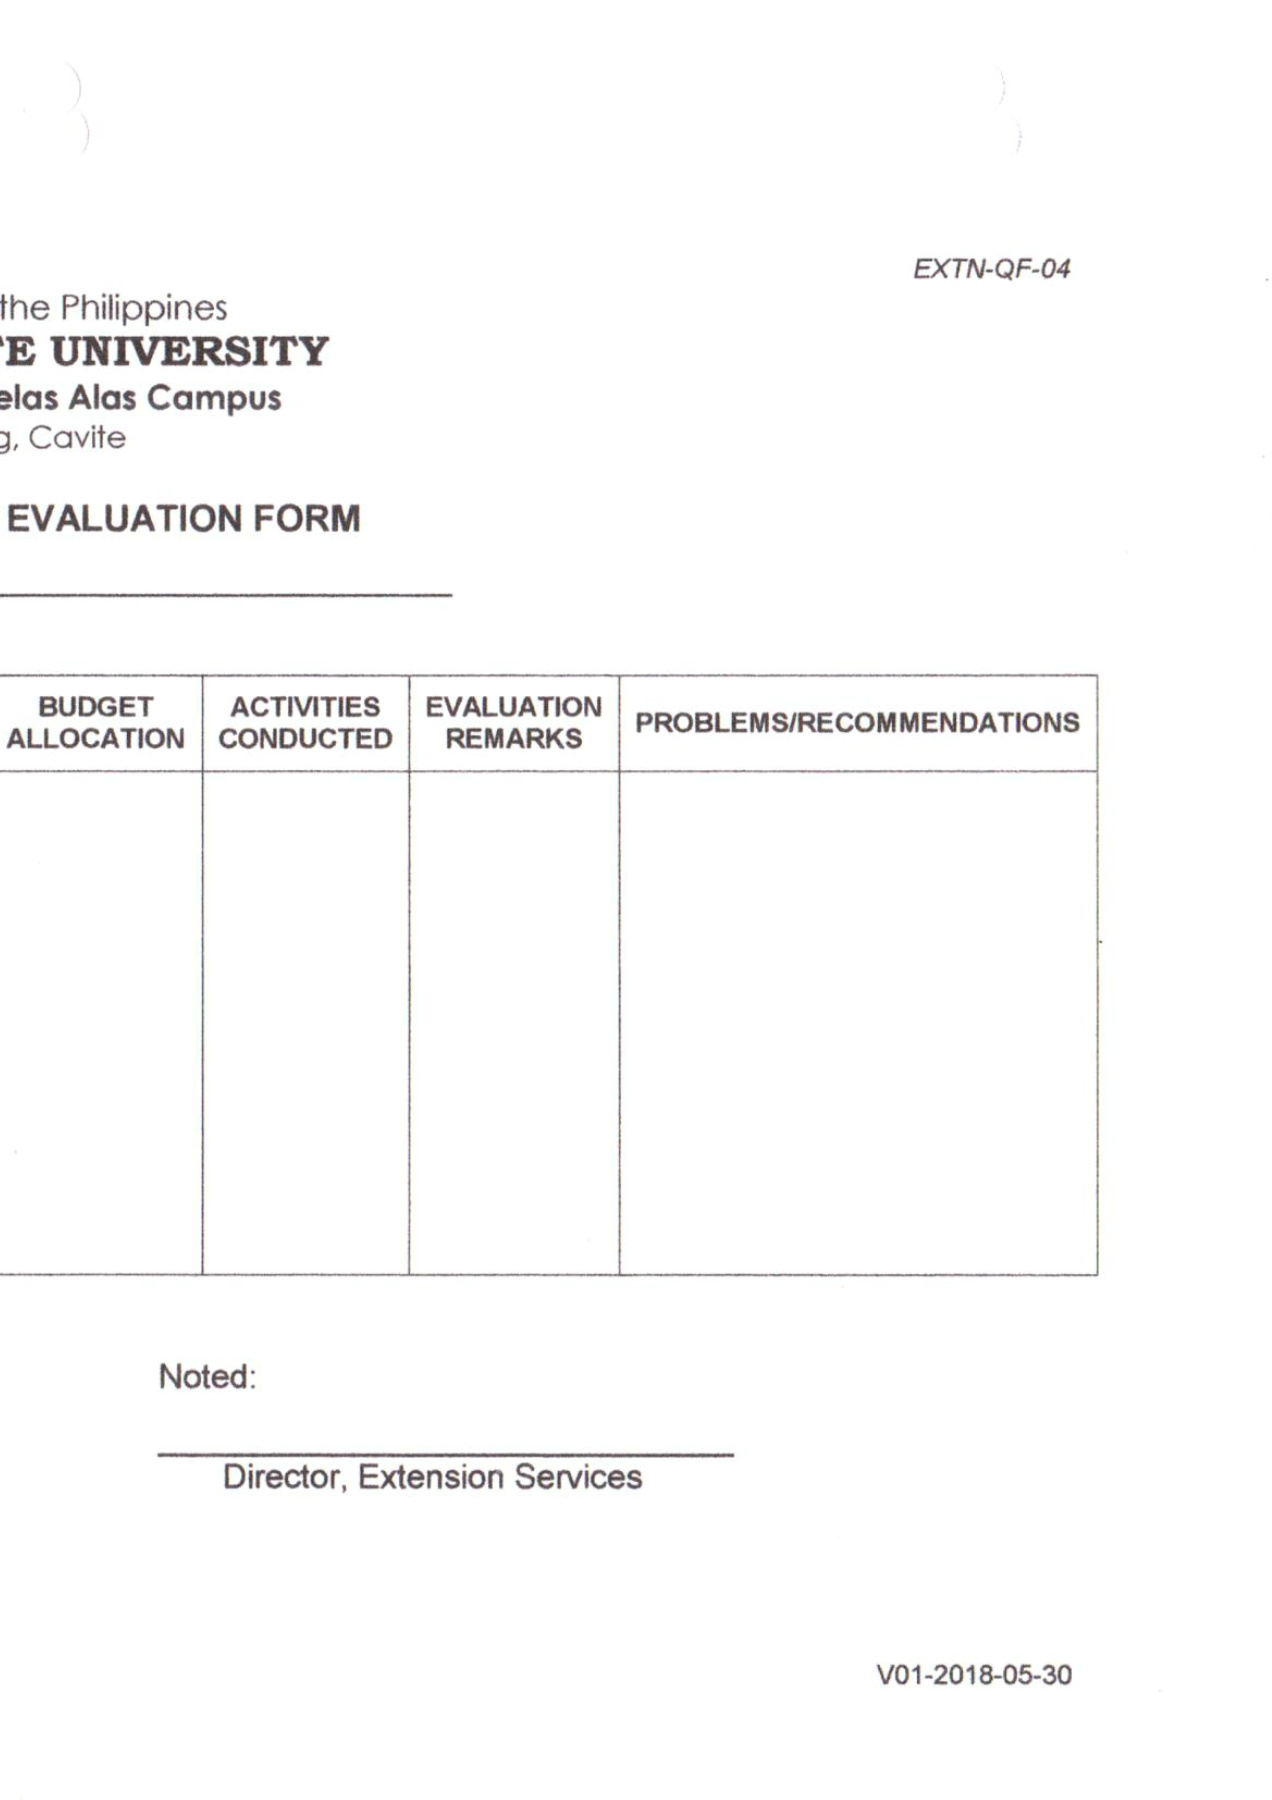 EXTN-QF-04
the Philippines
TE UNIVERSITY
elas Alas Campus
g, Cavite
EVALUATION FORM
BUDGET ALLOCATION
ACTIVITIES CONDUCTED
EVALUATION REMARKS
PROBLEMS/RECOMMENDATIONS
Noted:
Director, Extension Services
V01-2018-05-30